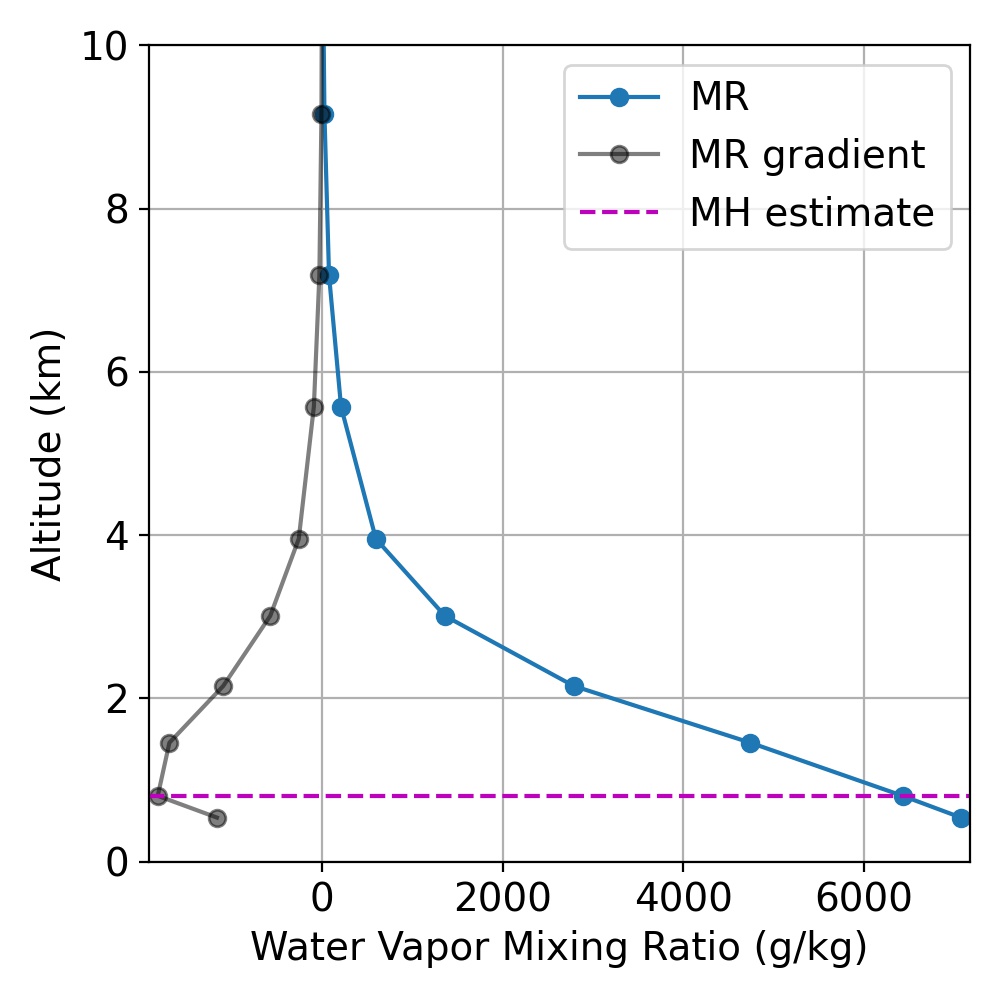 10
8
6
4
2
0
Altitude (km)
MR
MR gradient
MH estimate
0 2000 4000 6000
Water Vapor Mixing Ratio (g/kg)